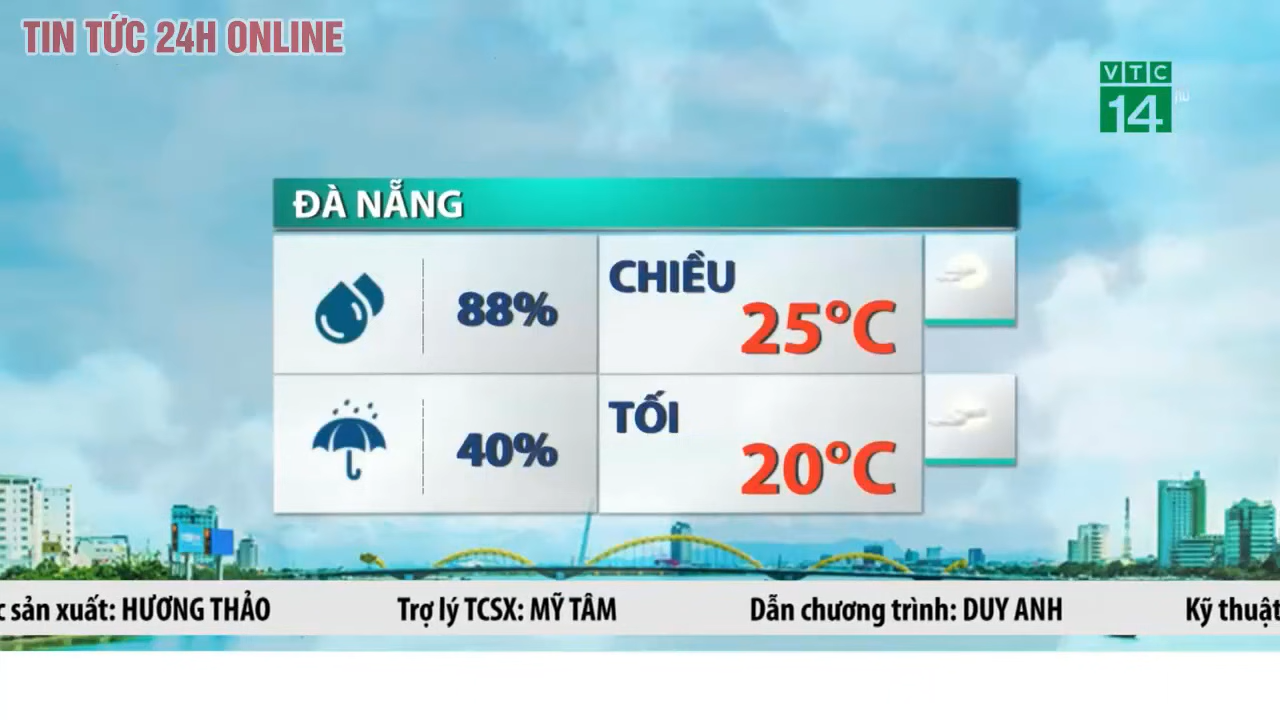 TIN TỨC 24H ONLINE
VTC
14
ĐÀ NẴNG
88%
CHIỀU
25°C
40%
TỐI
20°C
sản xuất: HƯƠNG THẢO
Trợ lý TCSX: MỸ TÂM
Dẫn chương trình: DUY ANH
Kỹ thuật